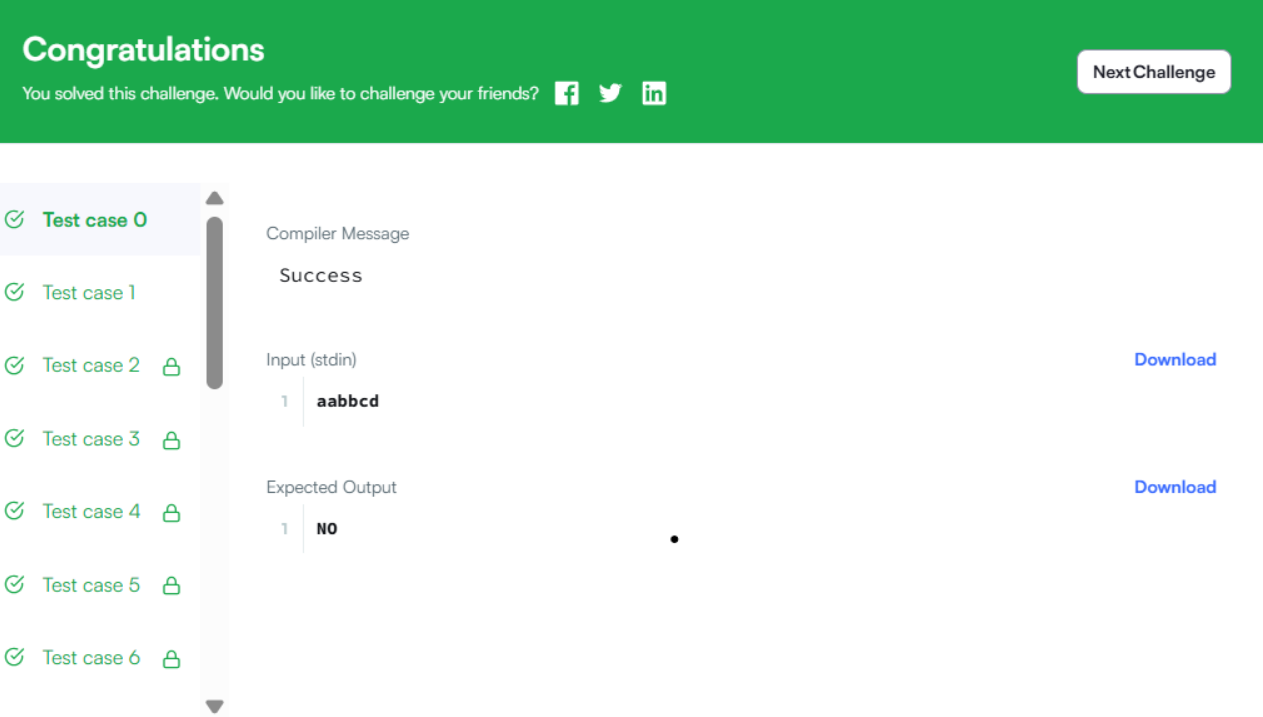 Congratulations
You solved this challenge. Would you like to challenge your friends?
Next Challenge
Test case 0
Test case 1
Test case 2
Test case 3
Test case 4
Test case 5
Test case 6
Compiler Message
Success
Input (stdin)
Download
1 aabbcd
Expected Output
Download
1 NO